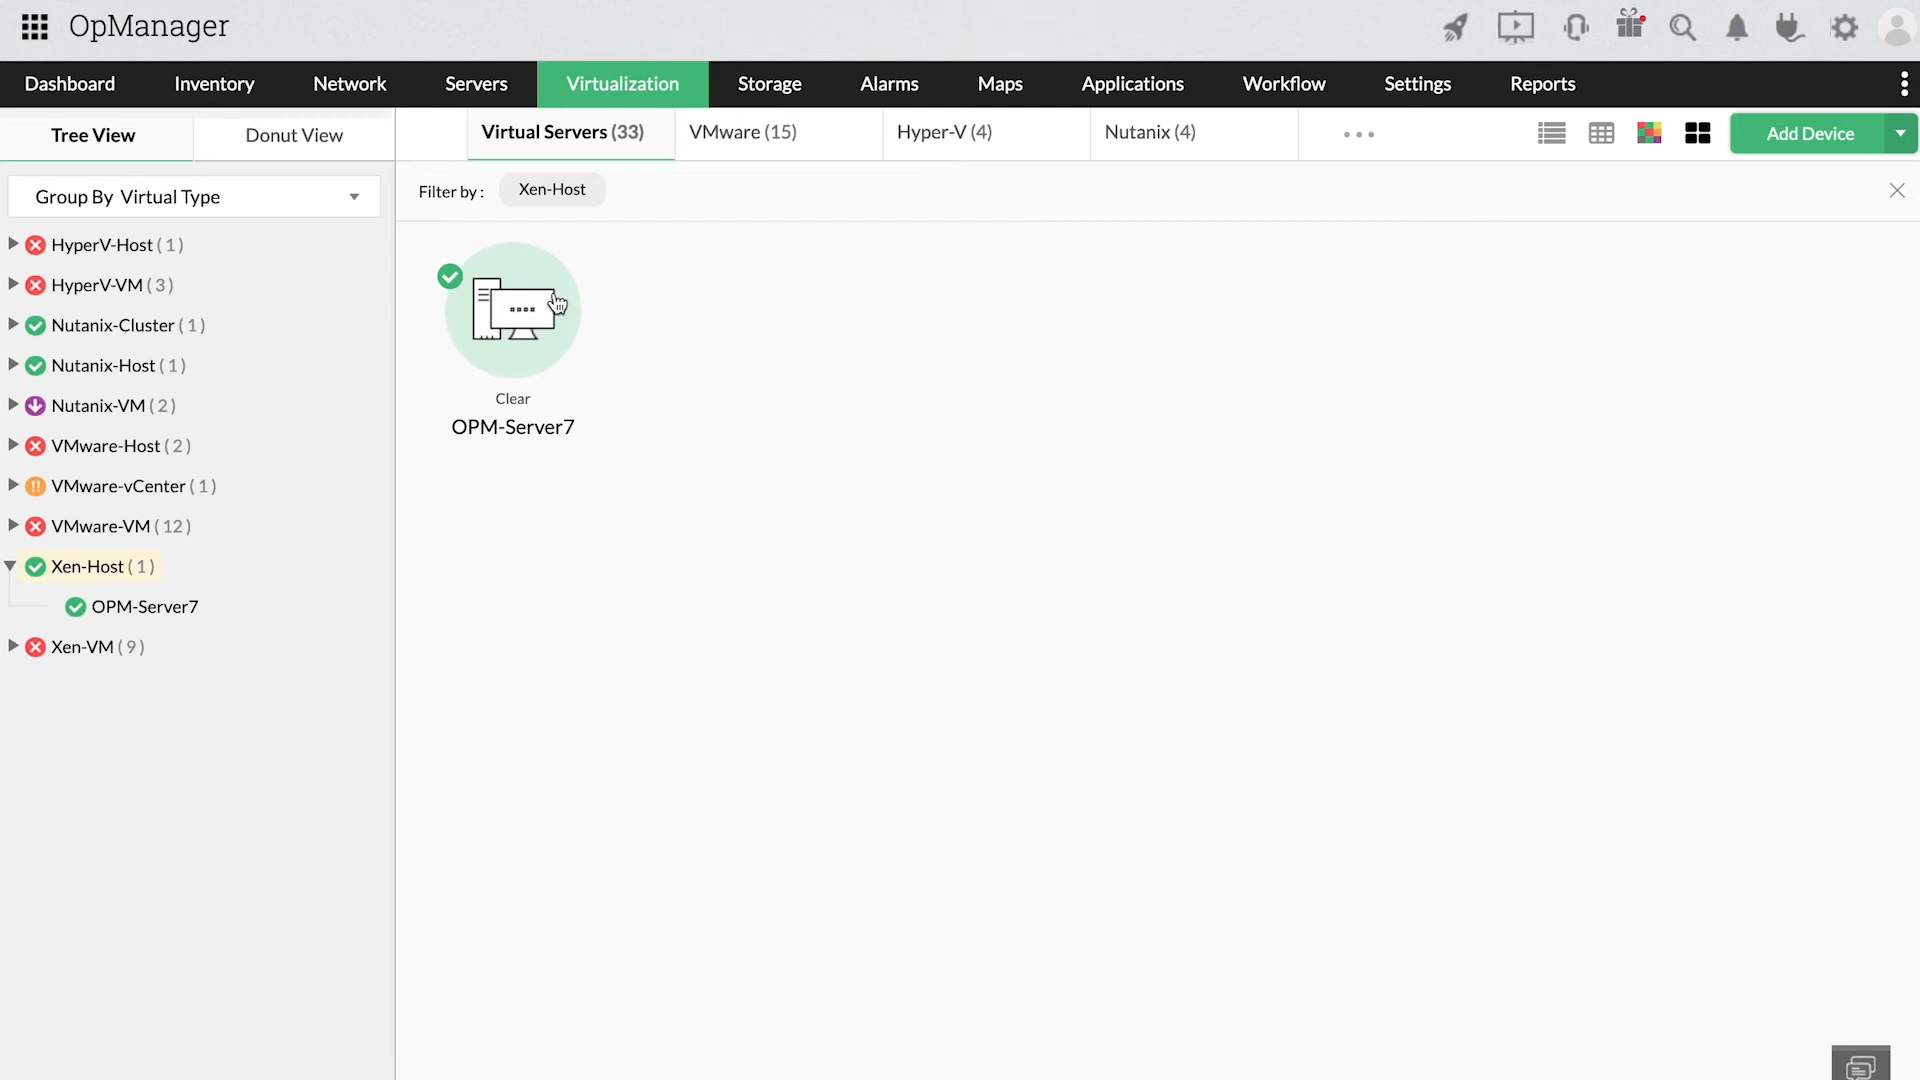 OpManager
Dashboard Inventory Network Servers Virtualization Storage Alarms Maps Applications Workflow Settings Reports
Tree View Donut View
Virtual Servers (33) VMware (15) Hyper-V (4) Nutanix (4)
Add Device
Group By Virtual Type
Filter by : Xen-Host
HyperV-Host ( 1 )
HyperV-VM ( 3 )
Nutanix-Cluster ( 1 )
Nutanix-Host ( 1 )
Nutanix-VM ( 2 )
VMware-Host ( 2 )
VMware-vCenter ( 1 )
VMware-VM ( 12 )
Xen-Host ( 1 )
OPM-Server7
Xen-VM ( 9 )
Clear
OPM-Server7